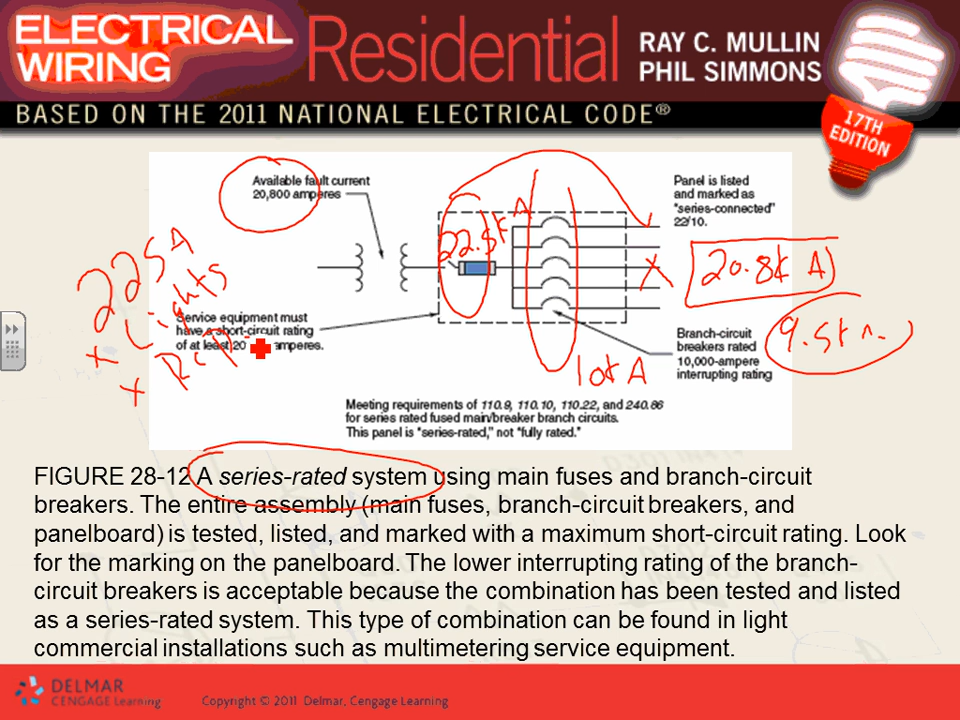 ELECTRICAL
WIRING
Residential
RAY C. MULLIN
PHIL SIMMONS
BASED ON THE 2011 NATIONAL ELECTRICAL CODE®
17TH
EDITION
Available fault current
20,800 amperes
Panel is listed
and marked as
"series-connected"
22/10.
22.5k A
225A
x Lights
x
20.8k A
Service equipment must
have a short-circuit rating
of at least 20 amperes.
Branch-circuit
breakers rated
10,000-ampere
interrupting rating
9.5k
10k A
Meeting requirements of 110.9, 110.10, 110.22, and 240.86
for series rated fused main/breaker branch circuits.
This panel is "series-rated," not "fully rated."
FIGURE 28-12 A series-rated system using main fuses and branch-circuit
breakers. The entire assembly (main fuses, branch-circuit breakers, and
panelboard) is tested, listed, and marked with a maximum short-circuit rating. Look
for the marking on the panelboard. The lower interrupting rating of the branch-
circuit breakers is acceptable because the combination has been tested and listed
as a series-rated system. This type of combination can be found in light
commercial installations such as multimetering service equipment.
DELMAR
CENGAGE Learning
Copyright © 2011 Delmar, Cengage Learning